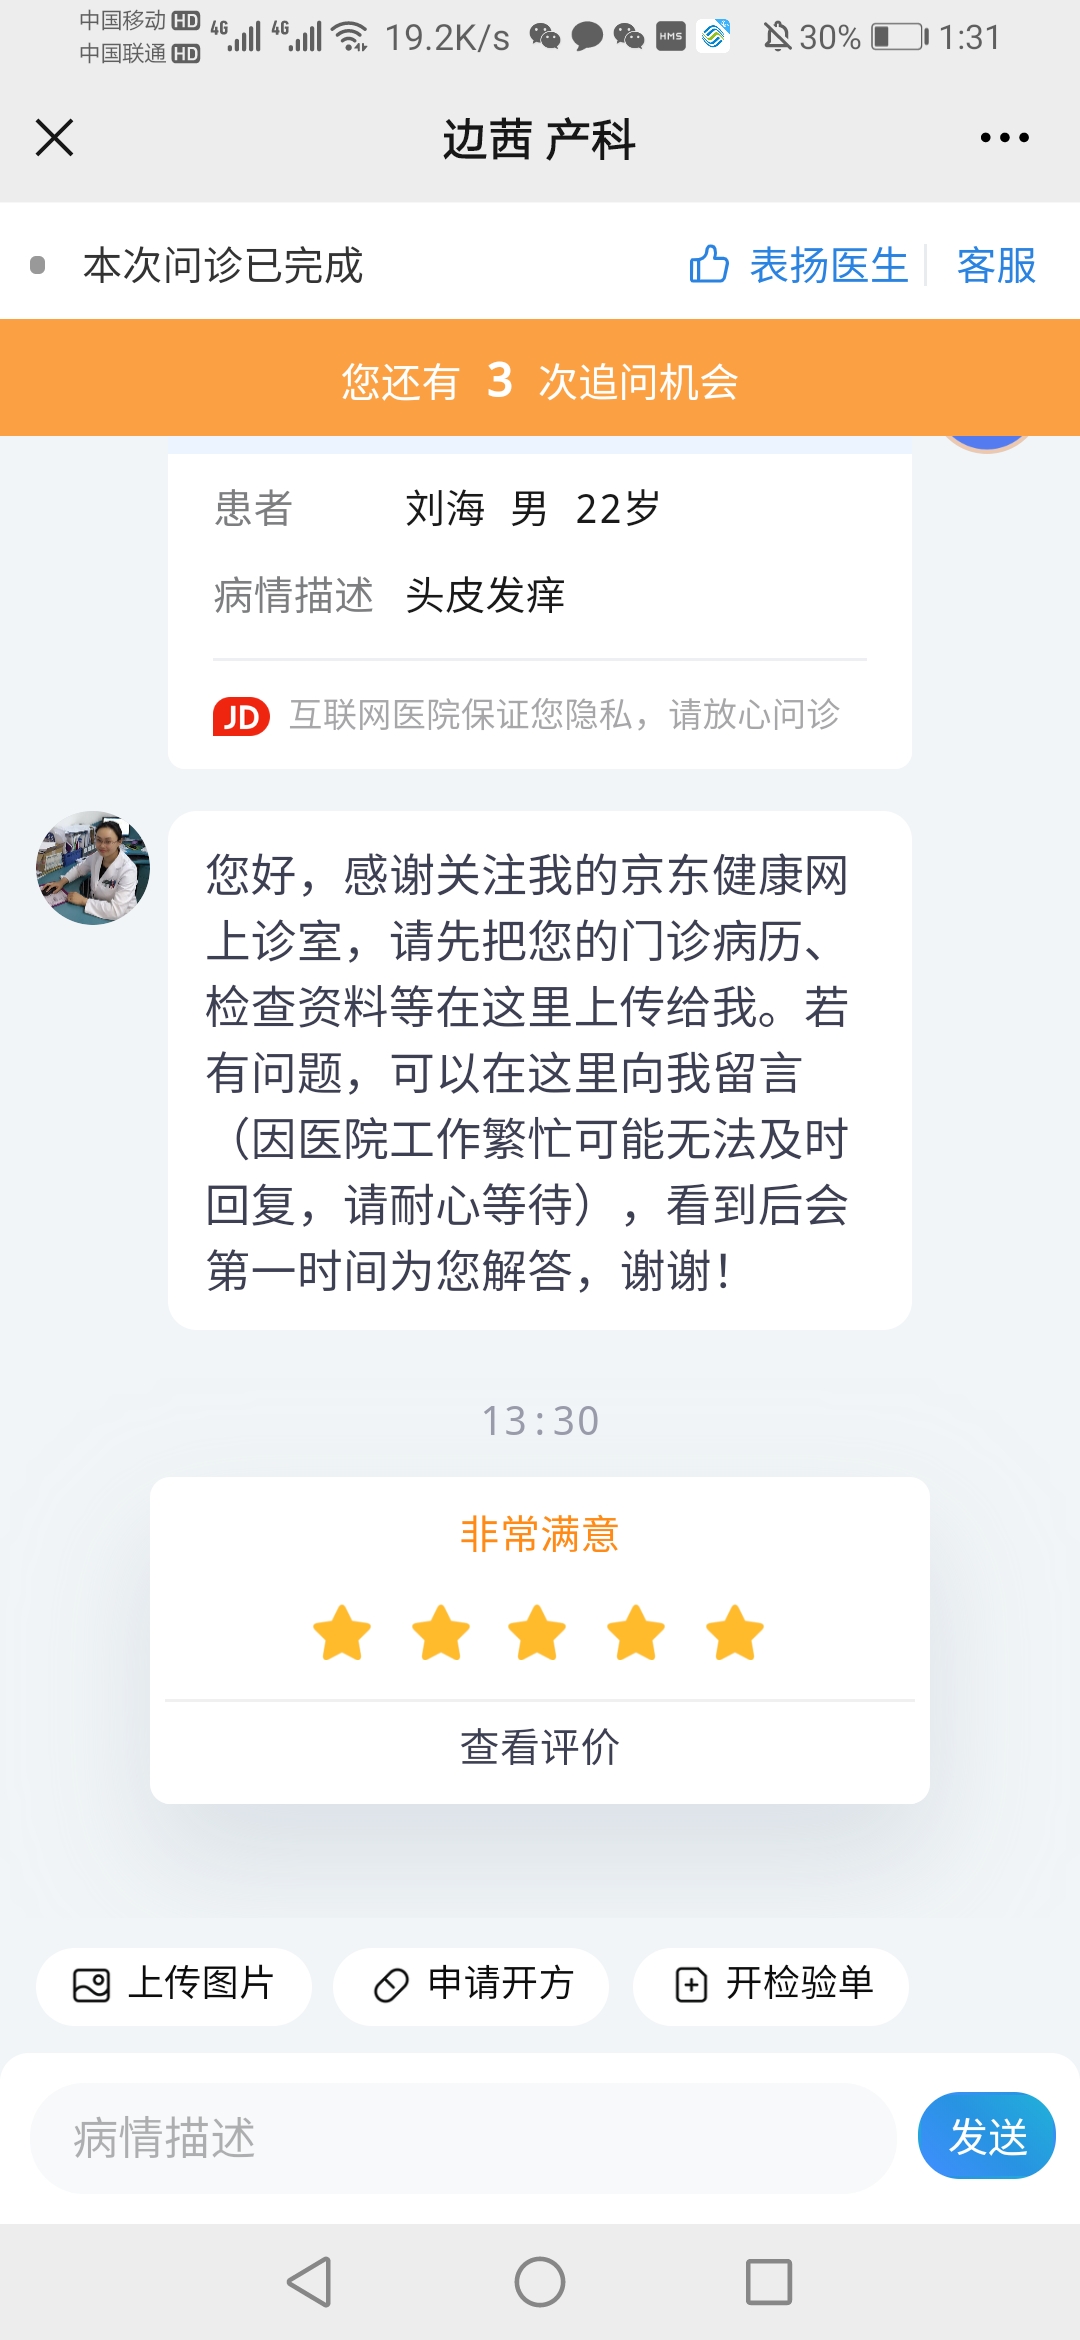 中国移动 HD 4G 4G 19.2K/s HMS 30% 1:31
中国联通 HD
边茜 产科
本次问诊已完成 表扬医生 客服
您还有 3 次追问机会
患者 刘海 男 22岁
病情描述 头皮发痒
JD 互联网医院保证您隐私，请放心问诊
您好，感谢关注我的京东健康网
上诊室，请先把您的门诊病历、
检查资料等在这里上传给我。若
有问题，可以在这里向我留言
（因医院工作繁忙可能无法及时
回复，请耐心等待），看到后会
第一时间为您解答，谢谢！
13:30
非常满意
查看评价
上传图片 申请开方 开检验单
病情描述 发送